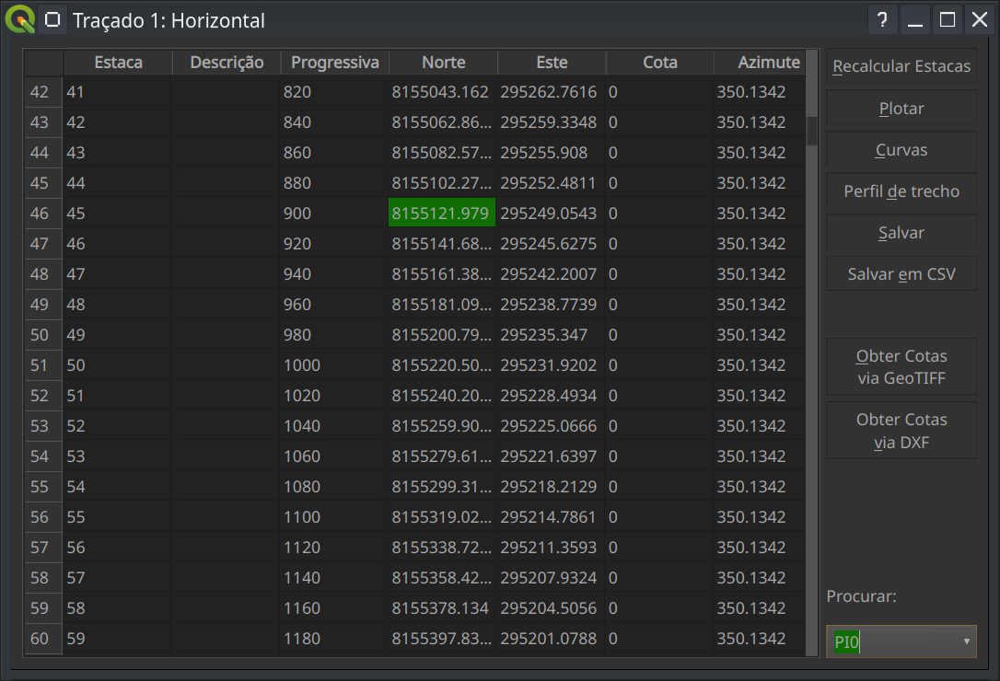 Traçado 1: Horizontal
Estaca Descrição Progressiva Norte Este Cota Azimute
42 41 820 8155043.162 295262.7616 0 350.1342
43 42 840 8155062.86... 295259.3348 0 350.1342
44 43 860 8155082.57... 295255.908 0 350.1342
45 44 880 8155102.27... 295252.4811 0 350.1342
46 45 900 8155121.979 295249.0543 0 350.1342
47 46 920 8155141.68... 295245.6275 0 350.1342
48 47 940 8155161.38... 295242.2007 0 350.1342
49 48 960 8155181.09... 295238.7739 0 350.1342
50 49 980 8155200.79... 295235.347 0 350.1342
51 50 1000 8155220.50... 295231.9202 0 350.1342
52 51 1020 8155240.20... 295228.4934 0 350.1342
53 52 1040 8155259.90... 295225.0666 0 350.1342
54 53 1060 8155279.61... 295221.6397 0 350.1342
55 54 1080 8155299.31... 295218.2129 0 350.1342
56 55 1100 8155319.02... 295214.7861 0 350.1342
57 56 1120 8155338.72... 295211.3593 0 350.1342
58 57 1140 8155358.42... 295207.9324 0 350.1342
59 58 1160 8155378.134 295204.5056 0 350.1342
60 59 1180 8155397.83... 295201.0788 0 350.1342
Recalcular Estacas
Plotar
Curvas
Perfil de trecho
Salvar
Salvar em CSV
Obter Cotas
via GeoTIFF
Obter Cotas
via DXF
Procurar:
PI0